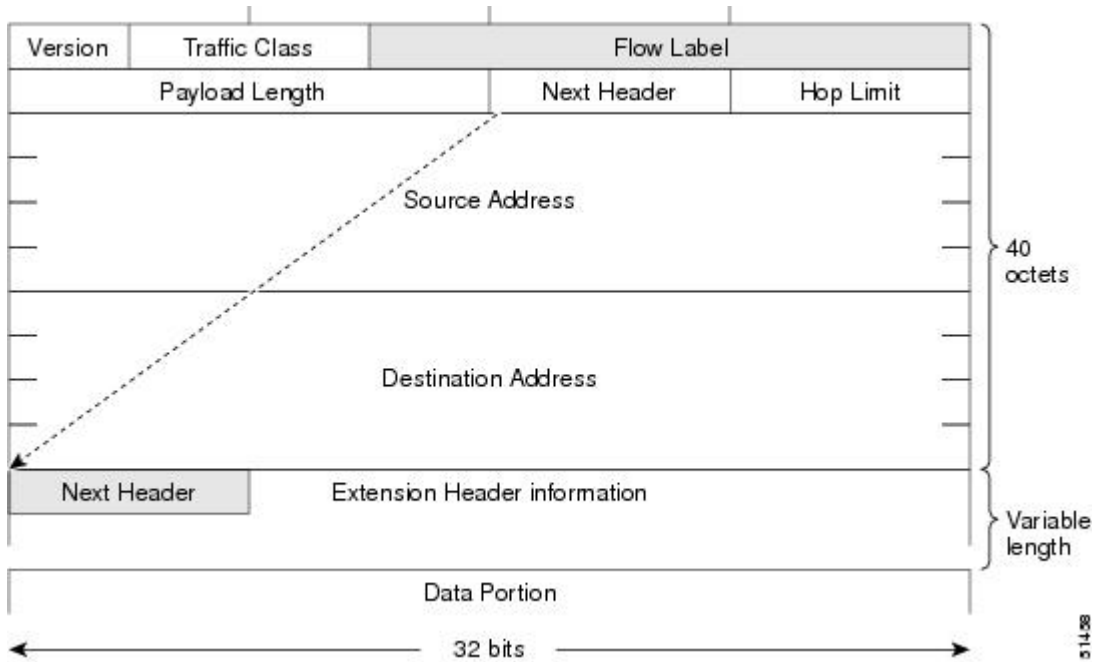 Version Traffic Class Flow Label
Payload Length Next Header Hop Limit
Source Address
40
octets
Destination Address
Next Header Extension Header information
Variable
length
Data Portion
32 bits
51458